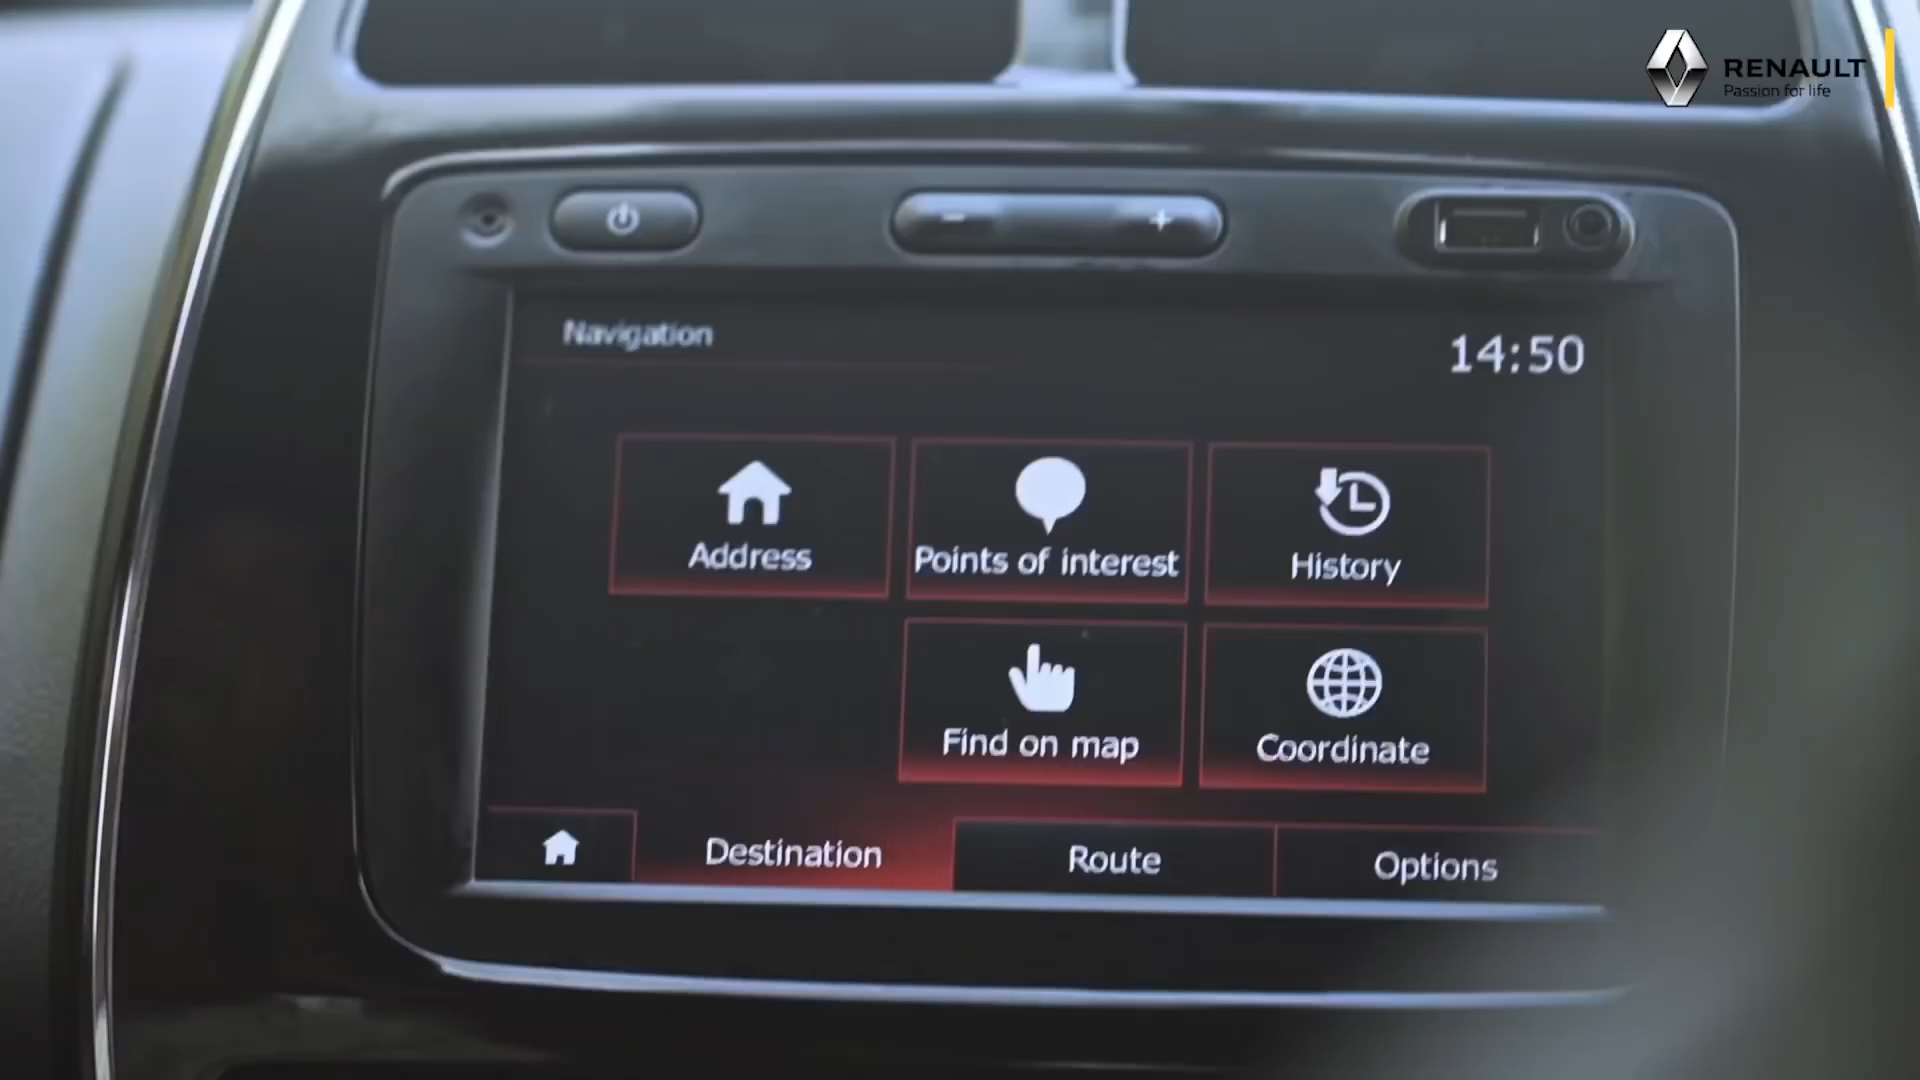 RENAULT
Passion for life
Navigation
14:50
Address
Points of interest
History
Find on map
Coordinate
Destination
Route
Options